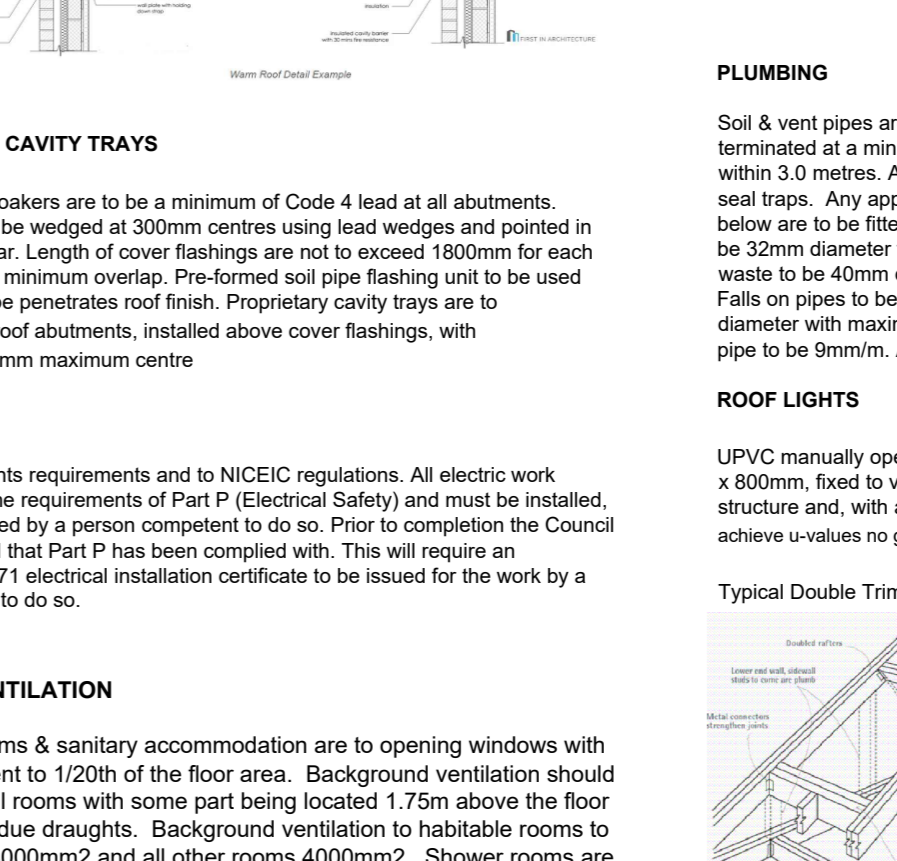 wall plate with holding
down strap
insulation
insulated cavity barrier
with 30 mins fire resistance
FIRST IN ARCHITECTURE
Warm Roof Detail Example
CAVITY TRAYS
oakers are to be a minimum of Code 4 lead at all abutments.
be wedged at 300mm centres using lead wedges and pointed in
ar. Length of cover flashings are not to exceed 1800mm for each
minimum overlap. Pre-formed soil pipe flashing unit to be used
pe penetrates roof finish. Proprietary cavity trays are to
oof abutments, installed above cover flashings, with
mm maximum centre
nts requirements and to NICEIC regulations. All electric work
he requirements of Part P (Electrical Safety) and must be installed,
ed by a person competent to do so. Prior to completion the Council
that Part P has been complied with. This will require an
71 electrical installation certificate to be issued for the work by a
to do so.
NTILATION
ms & sanitary accommodation are to opening windows with
ent to 1/20th of the floor area. Background ventilation should
l rooms with some part being located 1.75m above the floor
due draughts. Background ventilation to habitable rooms to
000mm2 and all other rooms 4000mm2. Shower rooms are
PLUMBING
Soil & vent pipes ar
terminated at a min
within 3.0 metres. A
seal traps. Any app
below are to be fitte
be 32mm diameter
waste to be 40mm
Falls on pipes to be
diameter with maxi
pipe to be 9mm/m.
ROOF LIGHTS
UPVC manually ope
x 800mm, fixed to v
structure and, with a
achieve u-values no g
Typical Double Trim
Doubled rafters
Lower end wall, sidewall
studs to curb are plumb
Metal connectors
strengthen joints